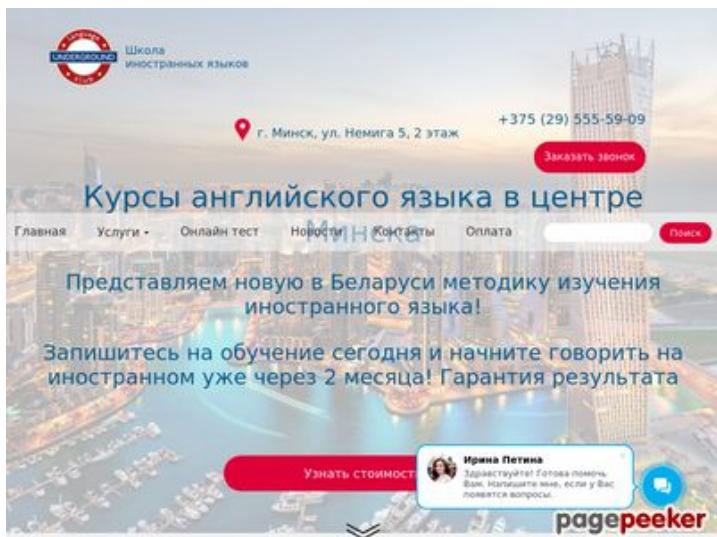 language
UNDERGROUND
club
Школа
иностранных языков
+375 (29) 555-59-09
г. Минск, ул. Немига 5, 2 этаж
Заказать звонок
Курсы английского языка в центре
Минска
Главная Услуги Онлайн тест Новости Контакты Оплата Поиск
Представляем новую в Беларуси методику изучения
иностранного языка!
Запишитесь на обучение сегодня и начните говорить на
иностранном уже через 2 месяца! Гарантия результата
Узнать стоимост
Ирина Петина
Здравствуйте! Готова помочь
Вам. Напишите мне, если у Вас
появятся вопросы.
pagepeeker